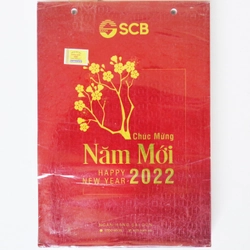 SCB
Chúc Mừng
Năm Mới
HAPPY
NEW YEAR 2022